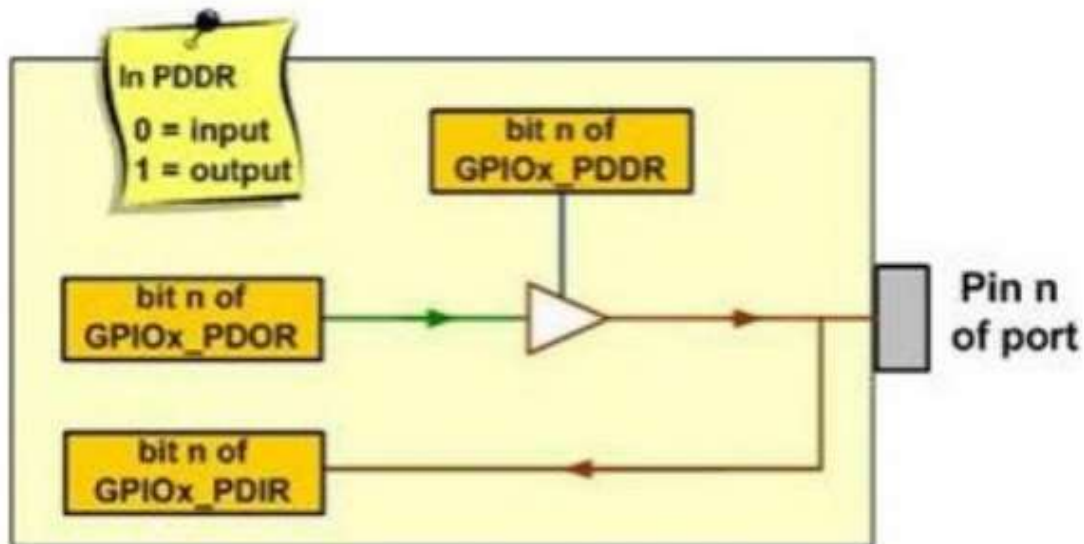 In PDDR
0 = input
1 = output
bit n of
GPIOx_PDDR
bit n of
GPIOx_PDOR
Pin n
of port
bit n of
GPIOx_PDIR